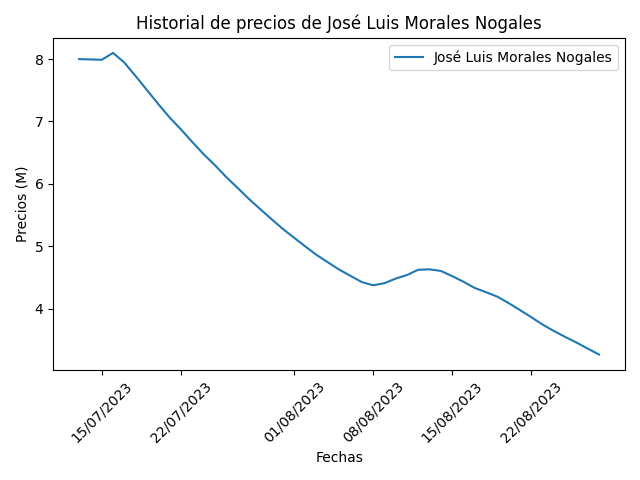 Historial de precios de José Luis Morales Nogales
José Luis Morales Nogales
Precios (M)
8
7
6
5
4
15/07/2023
22/07/2023
01/08/2023
08/08/2023
15/08/2023
22/08/2023
Fechas